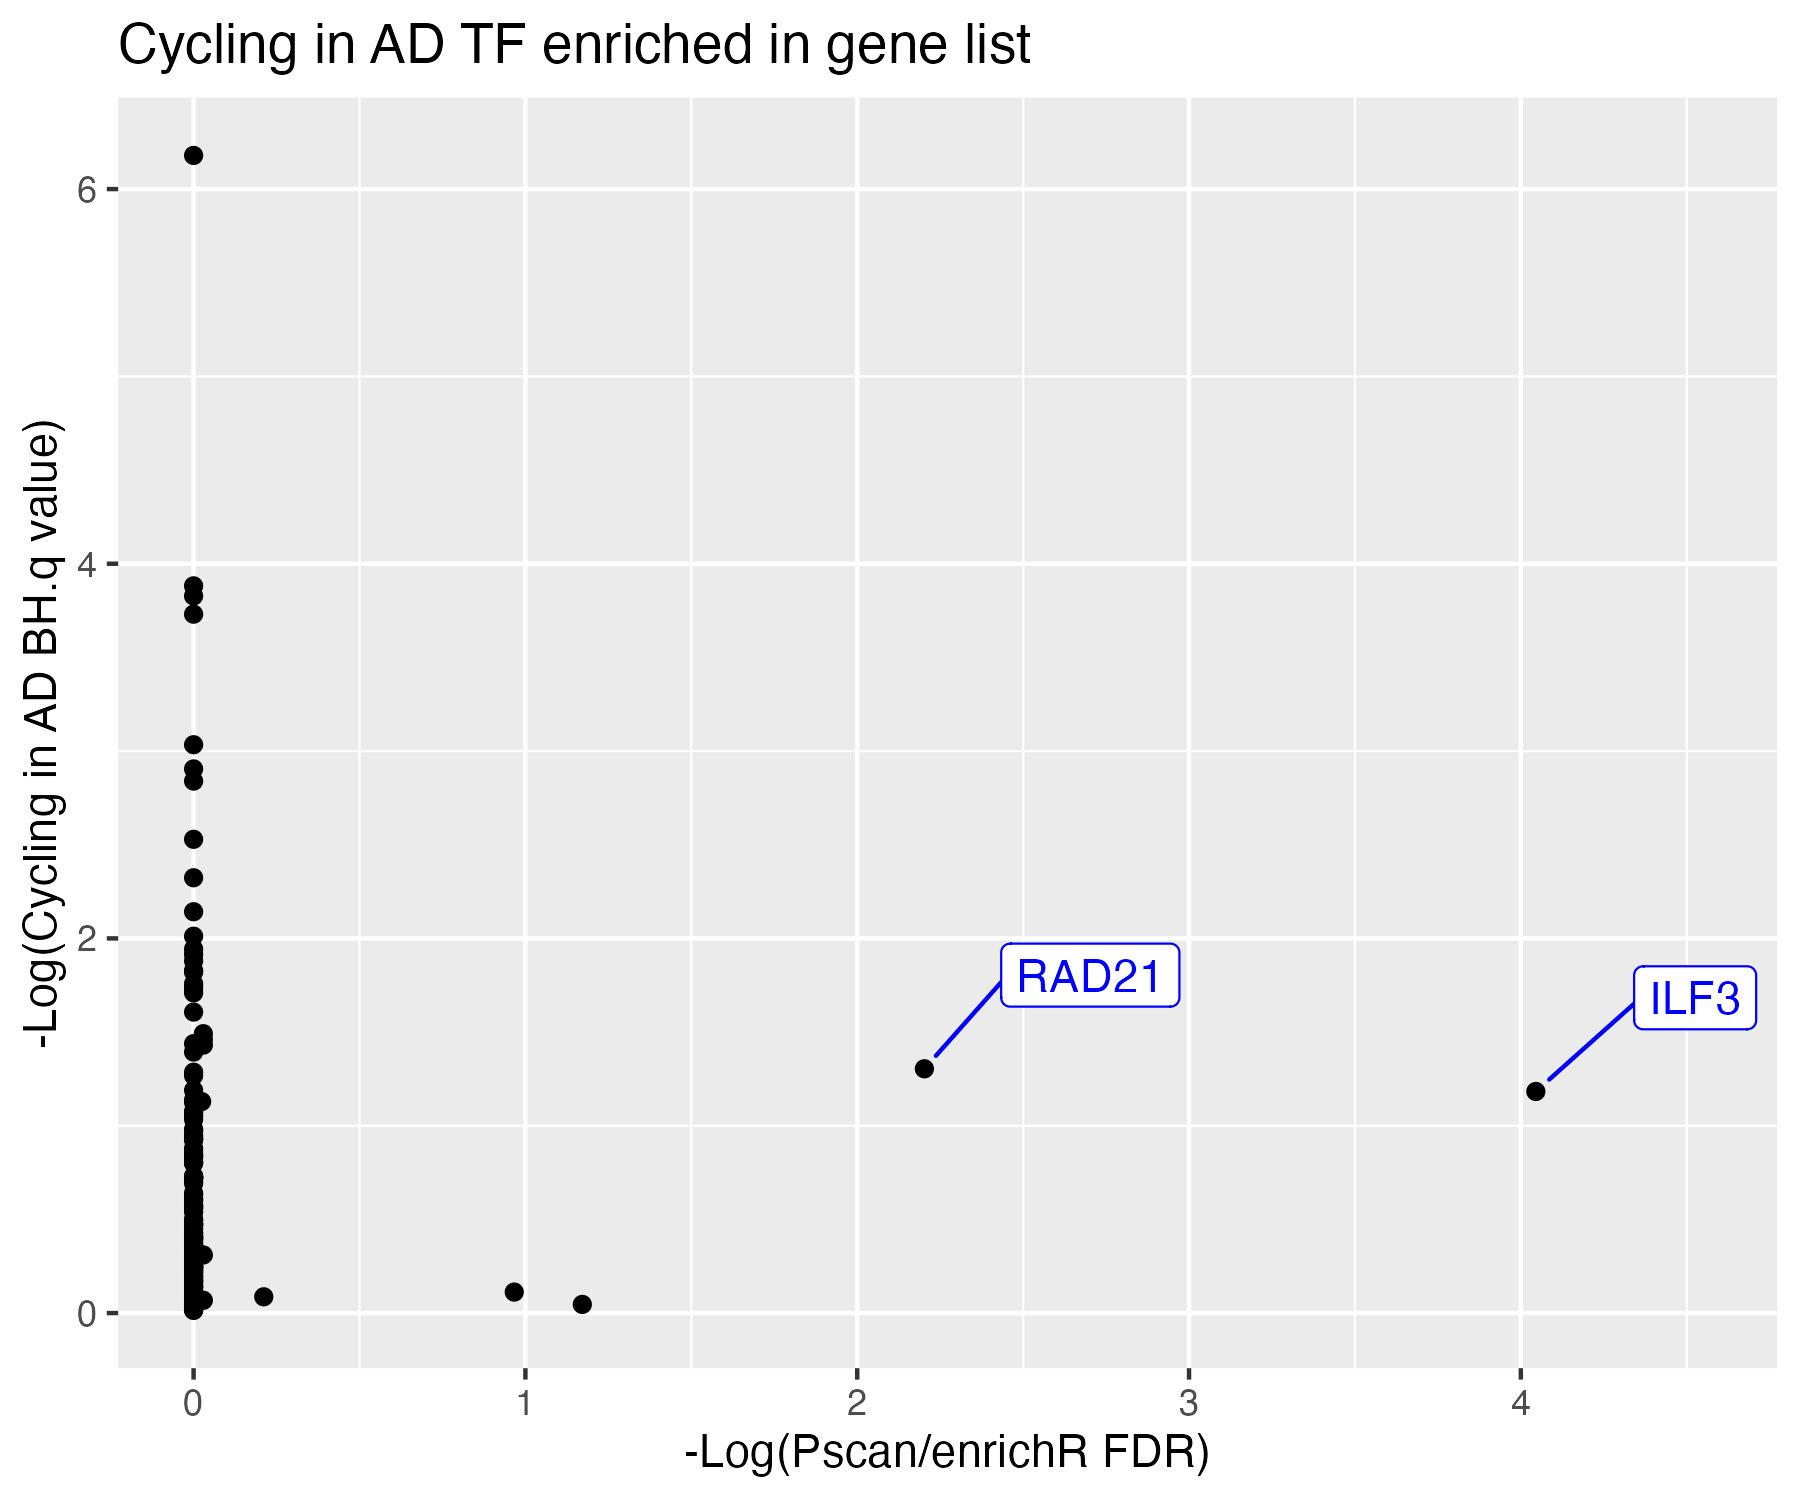 Cycling in AD TF enriched in gene list
-Log(Cycling in AD BH.q value)
6
4
2
0
RAD21
ILF3
0 1 2 3 4
-Log(Pscan/enrichR FDR)